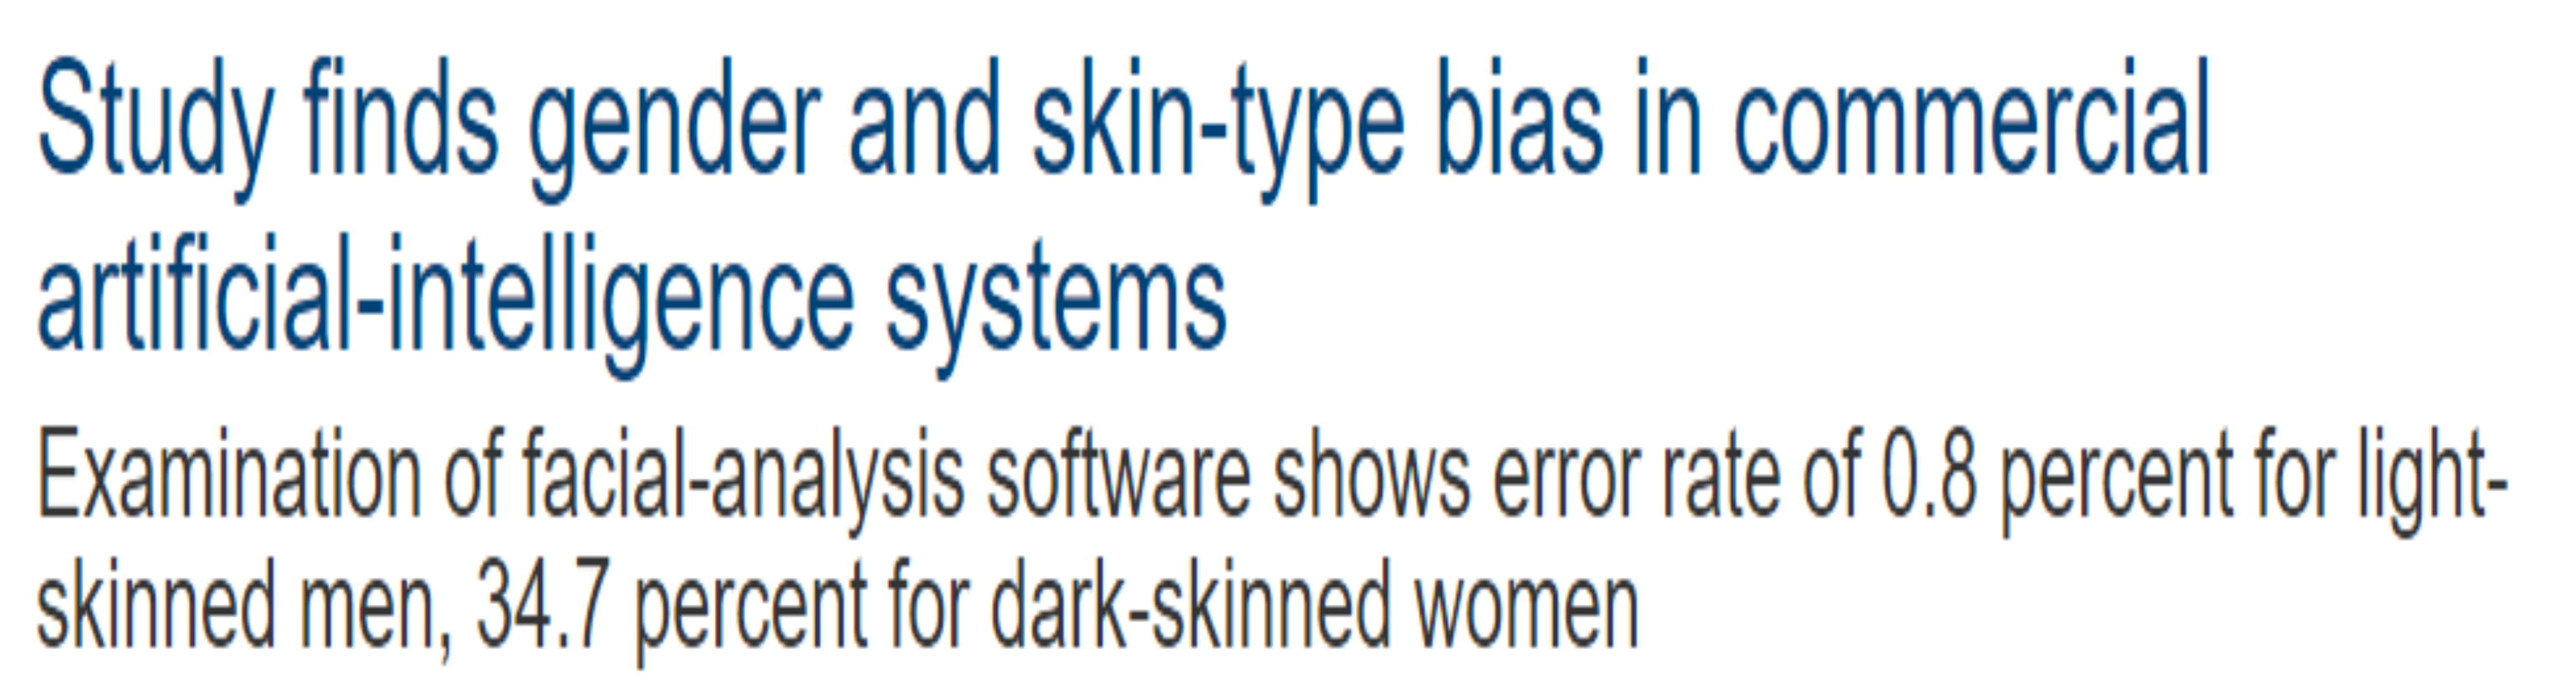 Study finds gender and skin-type bias in commercial
artificial-intelligence systems
Examination of facial-analysis software shows error rate of 0.8 percent for light-
skinned men, 34.7 percent for dark-skinned women